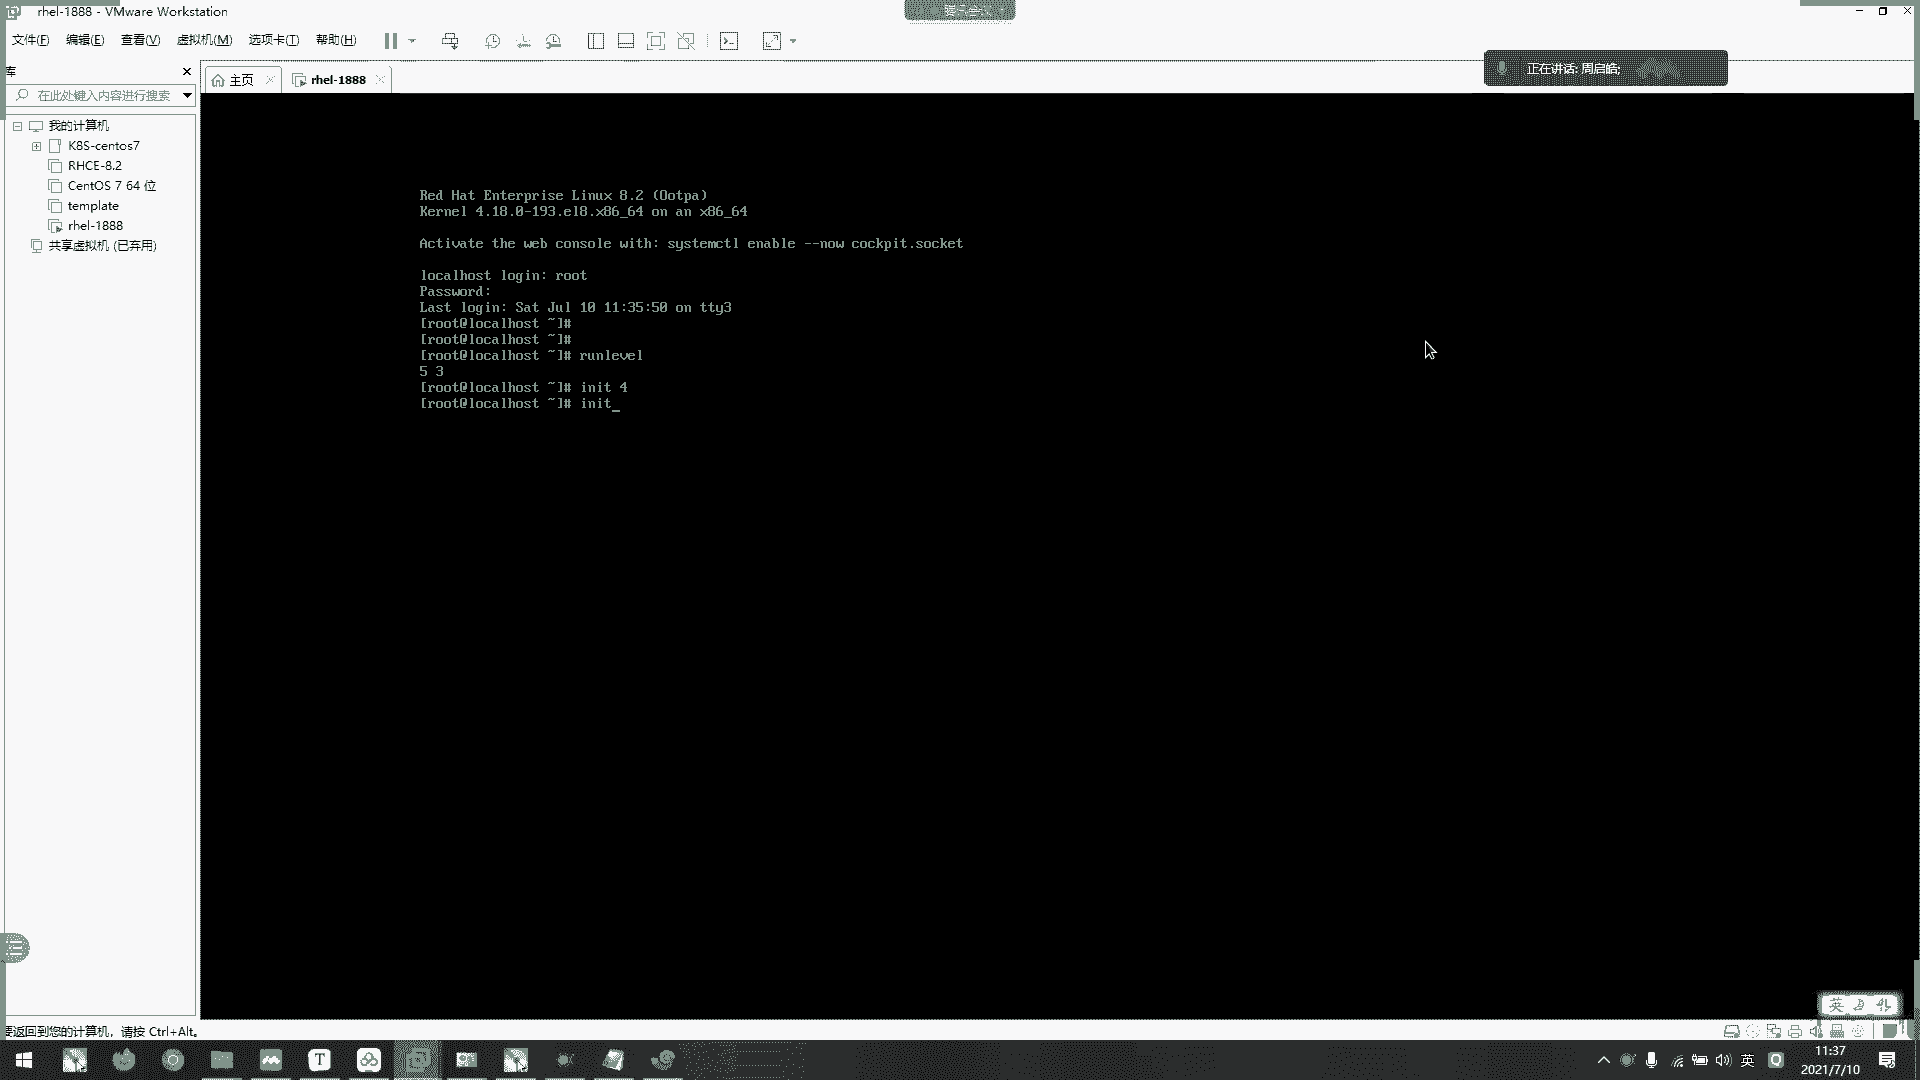 rhel-1888 - VMware Workstation
腾讯会议
文件(F) 编辑(E) 查看(V) 虚拟机(M) 选项卡(T) 帮助(H)
正在讲话: 周启皓;
库
主页
rhel-1888
在此处键入内容进行搜索
我的计算机
K8S-centos7
RHCE-8.2
CentOS 7 64 位
template
rhel-1888
共享虚拟机 (已弃用)
Red Hat Enterprise Linux 8.2 (Ootpa)
Kernel 4.18.0-193.el8.x86_64 on an x86_64
Activate the web console with: systemctl enable --now cockpit.socket
localhost login: root
Password:
Last login: Sat Jul 10 11:35:50 on tty3
[root@localhost ~]#
[root@localhost ~]#
[root@localhost ~]# runlevel
5 3
[root@localhost ~]# init 4
[root@localhost ~]# init_
英
要返回到您的计算机，请按 Ctrl+Alt。
T
英
11:37
2021/7/10